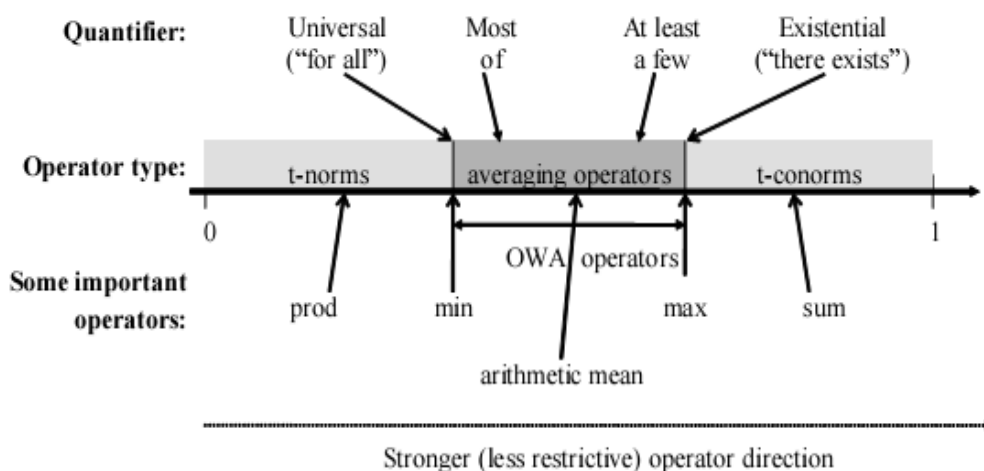 Quantifier:
Universal
("for all")
Most
of
At least
a few
Existential
("there exists")
Operator type:
t-norms
averaging operators
t-conorms
0
1
OWA operators
Some important
operators:
prod
min
max
sum
arithmetic mean
Stronger (less restrictive) operator direction